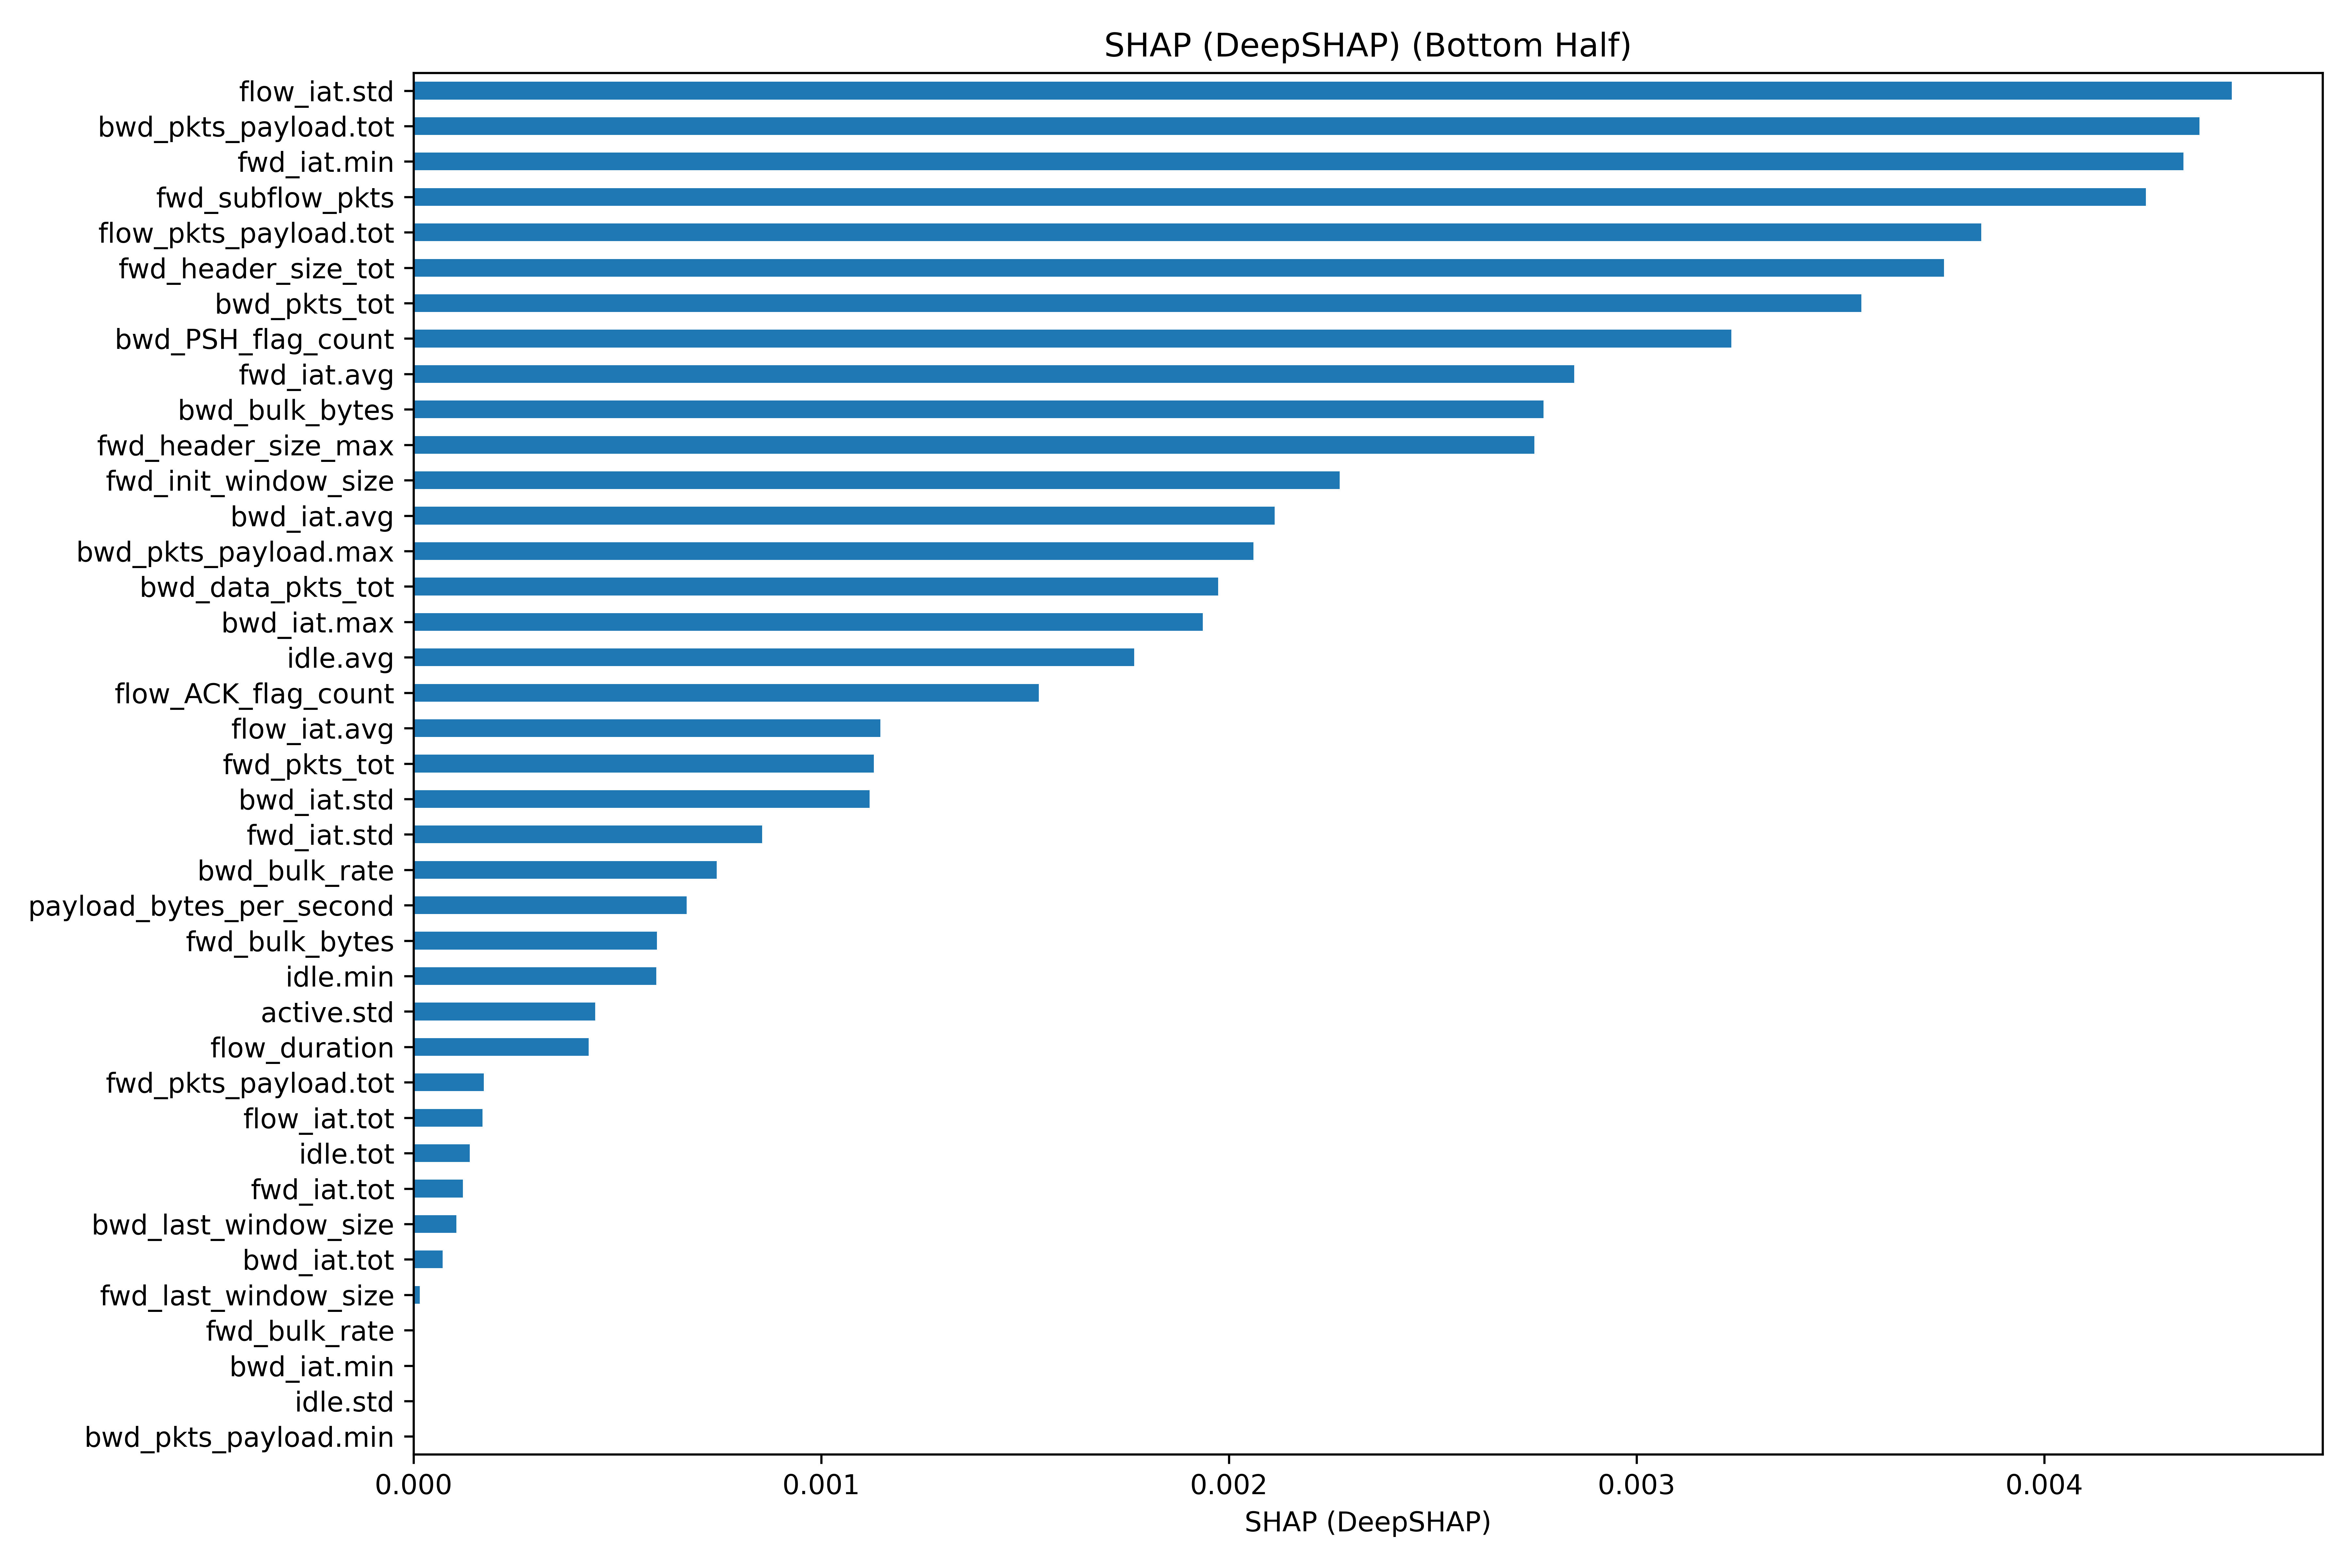 SHAP (DeepSHAP) (Bottom Half)
flow_iat.std
bwd_pkts_payload.tot
fwd_iat.min
fwd_subflow_pkts
flow_pkts_payload.tot
fwd_header_size_tot
bwd_pkts_tot
bwd_PSH_flag_count
fwd_iat.avg
bwd_bulk_bytes
fwd_header_size_max
fwd_init_window_size
bwd_iat.avg
bwd_pkts_payload.max
bwd_data_pkts_tot
bwd_iat.max
idle.avg
flow_ACK_flag_count
flow_iat.avg
fwd_pkts_tot
bwd_iat.std
fwd_iat.std
bwd_bulk_rate
payload_bytes_per_second
fwd_bulk_bytes
idle.min
active.std
flow_duration
fwd_pkts_payload.tot
flow_iat.tot
idle.tot
fwd_iat.tot
bwd_last_window_size
bwd_iat.tot
fwd_last_window_size
fwd_bulk_rate
bwd_iat.min
idle.std
bwd_pkts_payload.min
0.000 0.001 0.002 0.003 0.004
SHAP (DeepSHAP)